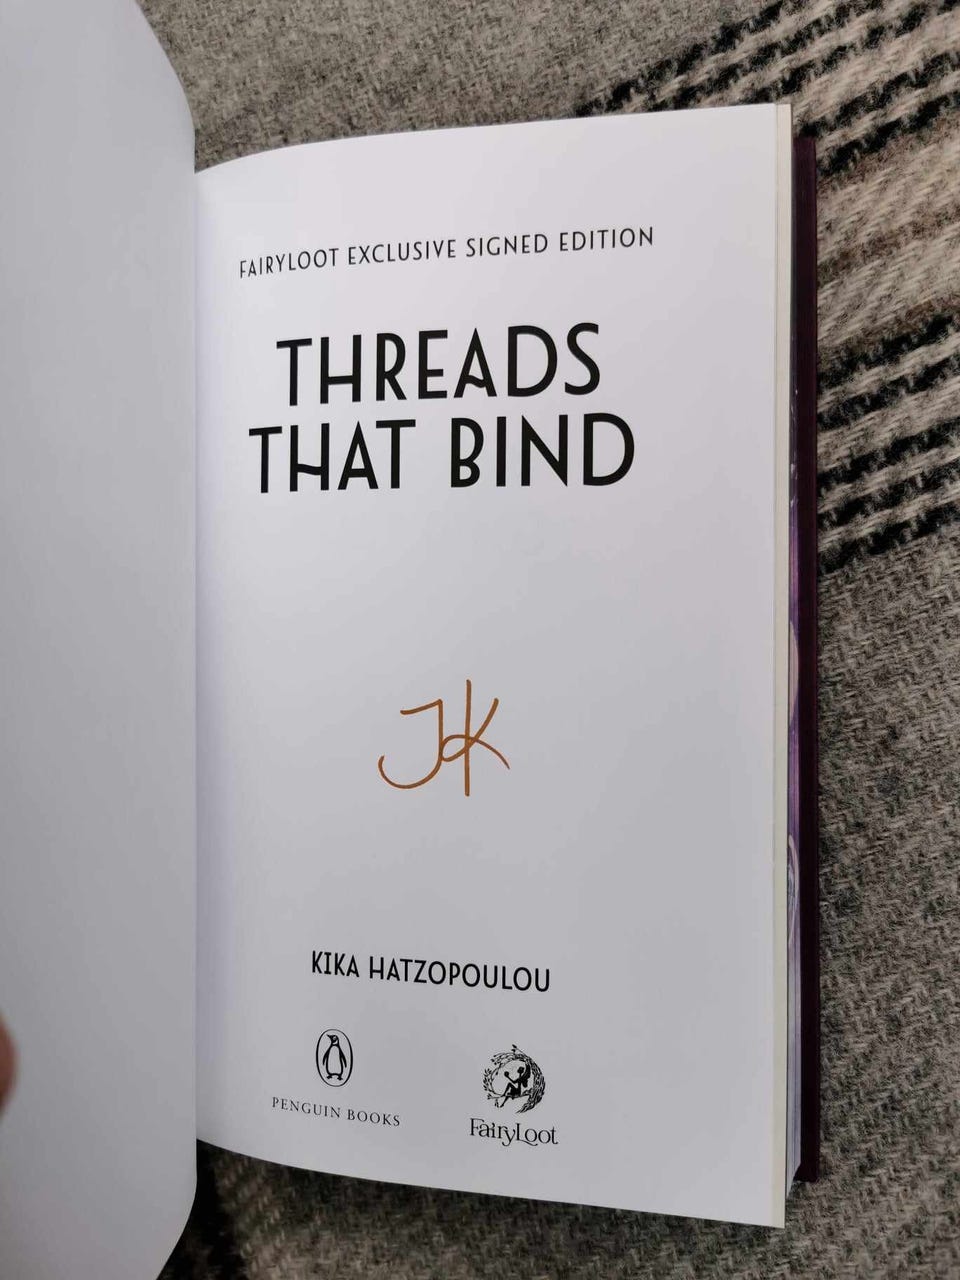 FAIRYLOOT EXCLUSIVE SIGNED EDITION
THREADS
THAT BIND
KIKA HATZOPOULOU
PENGUIN BOOKS
FairyLoot